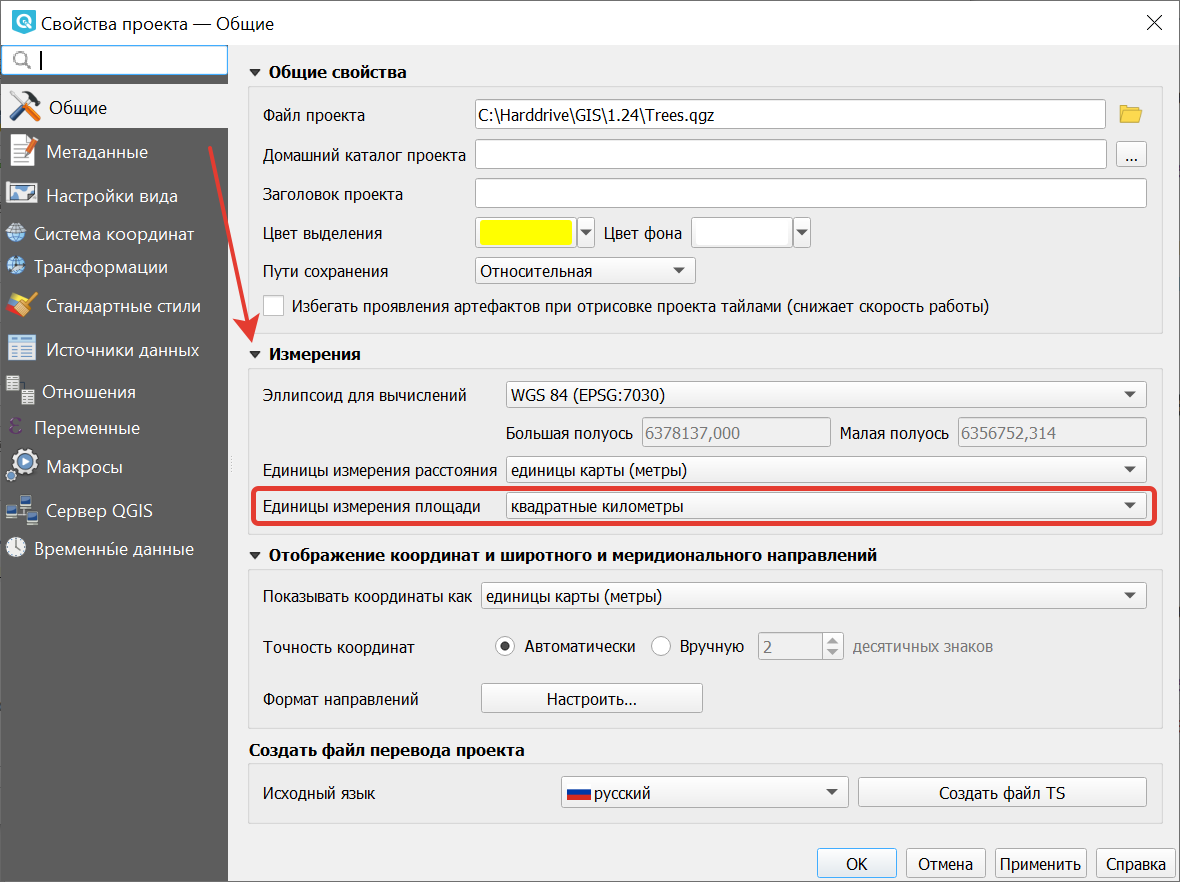 Свойства проекта — Общие
Общие
Метаданные
Настройки вида
Система координат
Трансформации
Стандартные стили
Источники данных
Отношения
Переменные
Макросы
Сервер QGIS
Временны́е данные
Общие свойства
Файл проекта C:\Harddrive\GIS\1.24\Trees.qgz
Домашний каталог проекта ...
Заголовок проекта
Цвет выделения Цвет фона
Пути сохранения Относительная
Избегать проявления артефактов при отрисовке проекта тайлами (снижает скорость работы)
Измерения
Эллипсоид для вычислений WGS 84 (EPSG:7030)
Большая полуось 6378137,000 Малая полуось 6356752,314
Единицы измерения расстояния единицы карты (метры)
Единицы измерения площади квадратные километры
Отображение координат и широтного и меридионального направлений
Показывать координаты как единицы карты (метры)
Точность координат Автоматически Вручную 2 десятичных знаков
Формат направлений Настроить...
Создать файл перевода проекта
Исходный язык русский Создать файл TS
OK Отмена Применить Справка